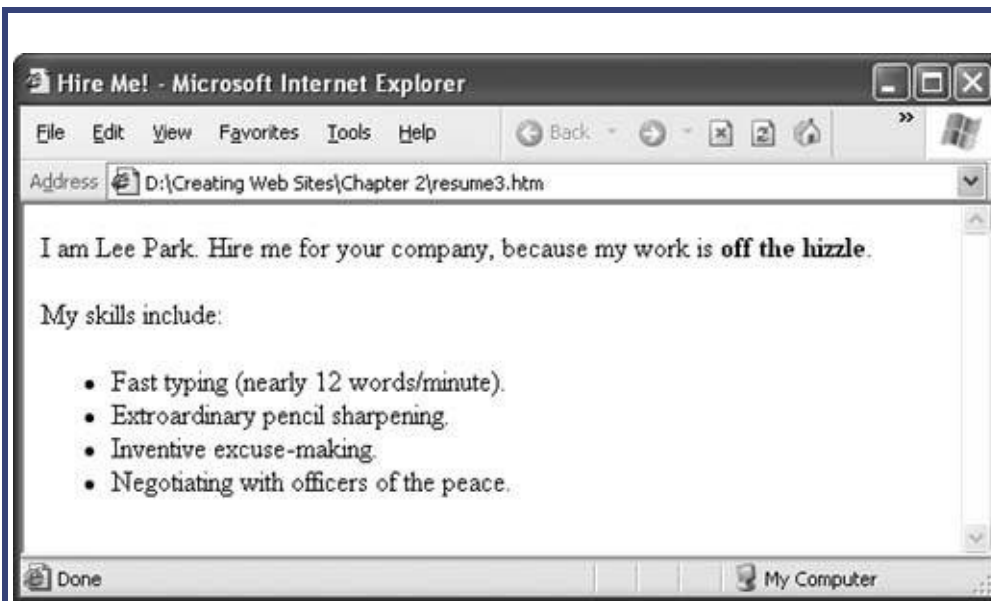 Hire Me! - Microsoft Internet Explorer
File Edit View Favorites Tools Help Back »
Address D:\Creating Web Sites\Chapter 2\resume3.htm
I am Lee Park. Hire me for your company, because my work is off the hizzle.
My skills include:
• Fast typing (nearly 12 words/minute).
• Extroardinary pencil sharpening.
• Inventive excuse-making.
• Negotiating with officers of the peace.
Done My Computer